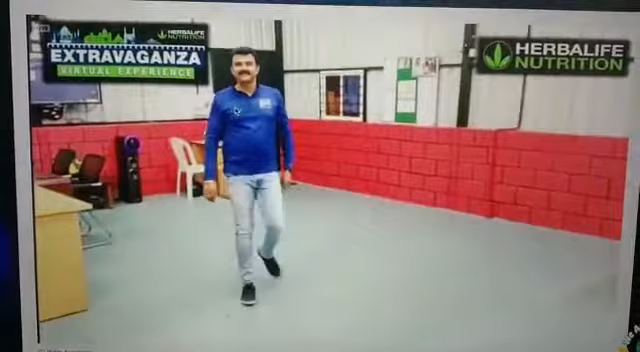 HERBALIFE
NUTRITION
EXTRAVAGANZA
VIRTUAL EXPERIENCE
HERBALIFE
NUTRITION